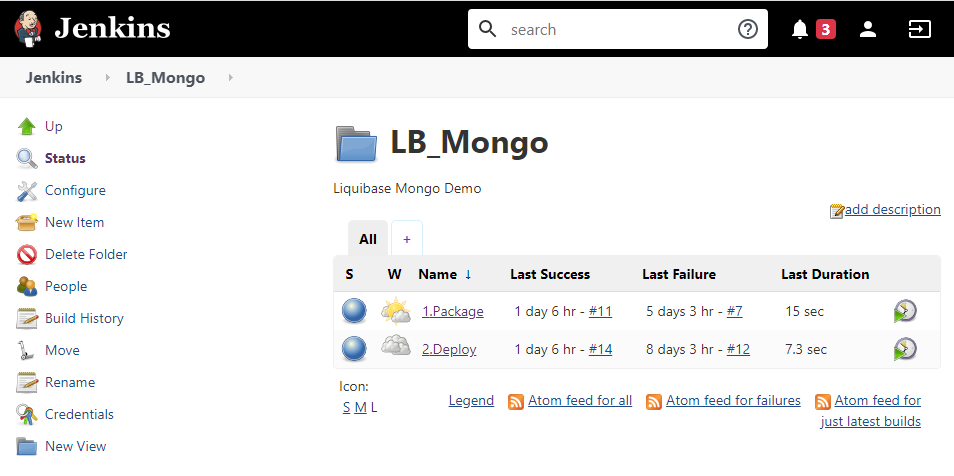 Jenkins search 3
Jenkins LB_Mongo
Up
Status
Configure
New Item
Delete Folder
People
Build History
Move
Rename
Credentials
New View
LB_Mongo
Liquibase Mongo Demo
add description
All +
S W Name ↓ Last Success Last Failure Last Duration
1.Package 1 day 6 hr - #11 5 days 3 hr - #7 15 sec
2.Deploy 1 day 6 hr - #14 8 days 3 hr - #12 7.3 sec
Icon:
S M L
Legend Atom feed for all Atom feed for failures Atom feed for
just latest builds